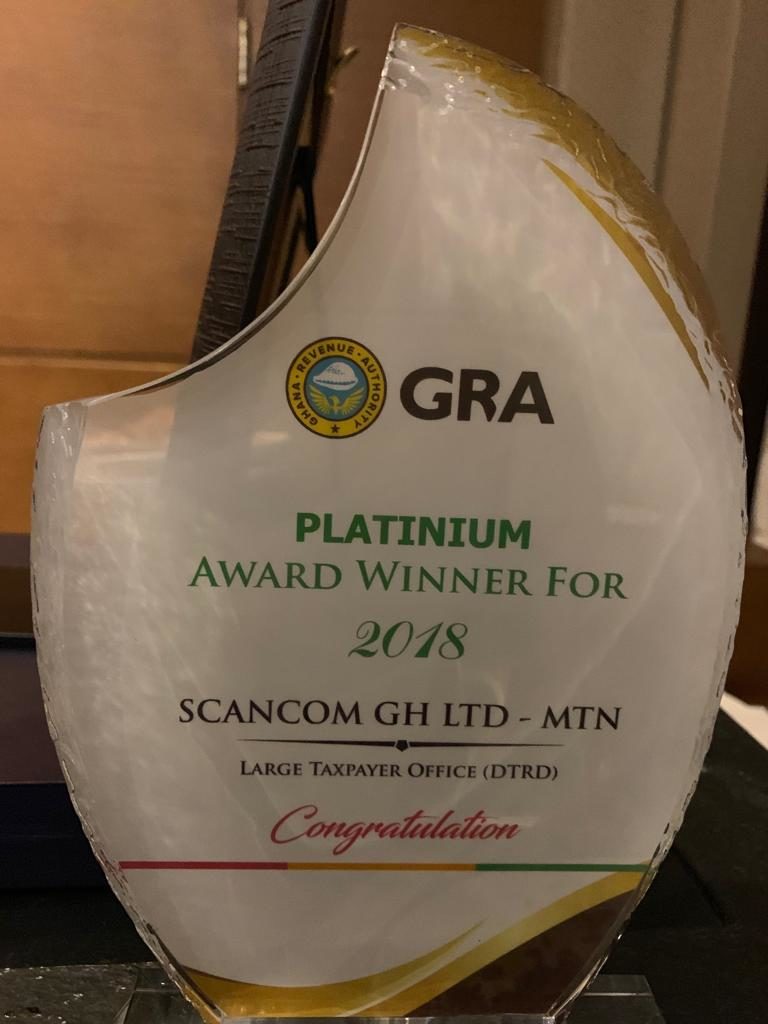 GHANA · REVENUE · AUTHORITY
GRA
PLATINIUM
AWARD WINNER FOR
2018
SCANCOM GH LTD - MTN
LARGE TAXPAYER OFFICE (DTRD)
Congratulation